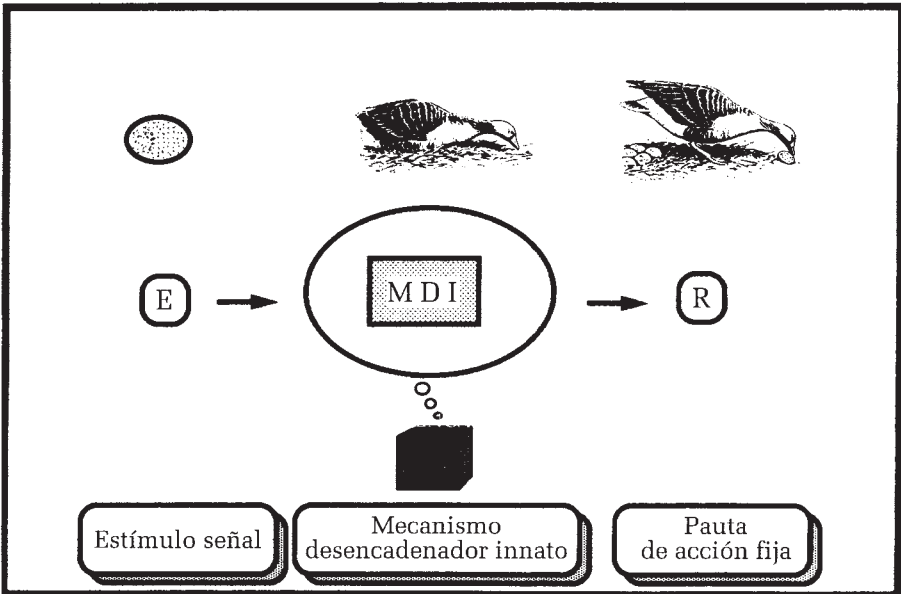 E
M D I
R
Estímulo señal
Mecanismo
desencadenador innato
Pauta
de acción fija